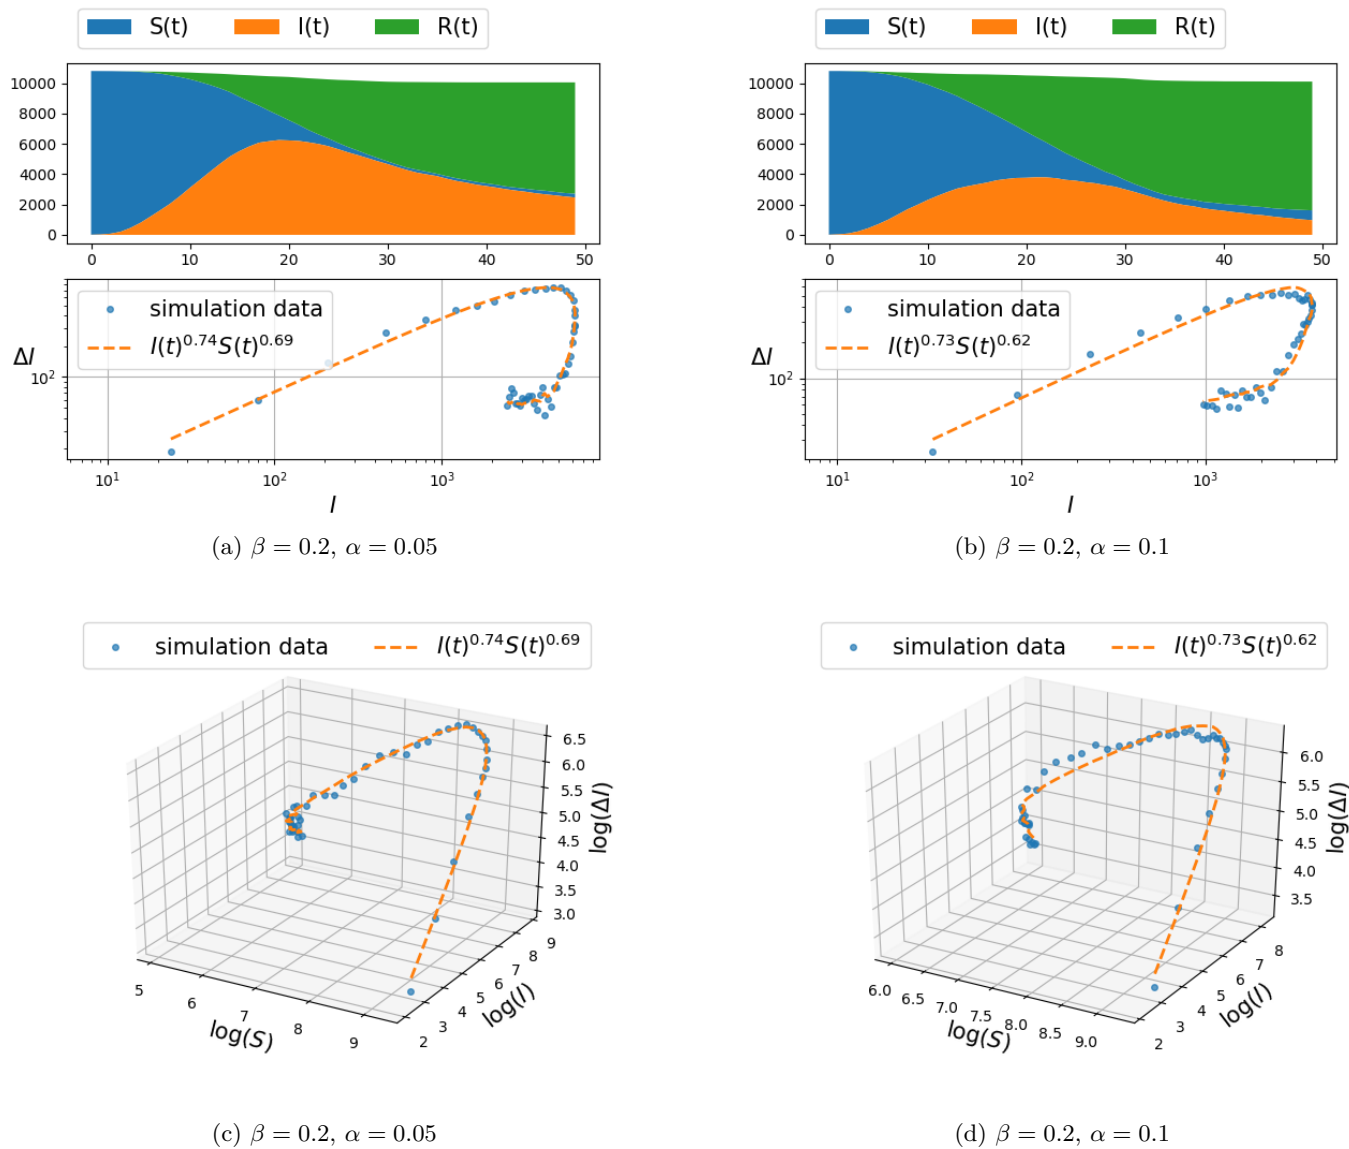 S(t) I(t) R(t)
10000
8000
6000
4000
2000
0
0 10 20 30 40 50
simulation data
I(t)^0.74 S(t)^0.69
ΔI
10^2
10^1 10^2 10^3
I
(a) β = 0.2, α = 0.05
S(t) I(t) R(t)
10000
8000
6000
4000
2000
0
0 10 20 30 40 50
simulation data
I(t)^0.73 S(t)^0.62
ΔI
10^2
10^1 10^2 10^3
I
(b) β = 0.2, α = 0.1
simulation data I(t)^0.74 S(t)^0.69
6.5
6.0
5.5
5.0
4.5
4.0
3.5
3.0
log(ΔI)
5 6 7 8 9
log(S)
2 3 4 5 6 7 8 9
log(I)
(c) β = 0.2, α = 0.05
simulation data I(t)^0.73 S(t)^0.62
6.0
5.5
5.0
4.5
4.0
3.5
log(ΔI)
6.0 6.5 7.0 7.5 8.0 8.5 9.0
log(S)
2 3 4 5 6 7 8
log(I)
(d) β = 0.2, α = 0.1